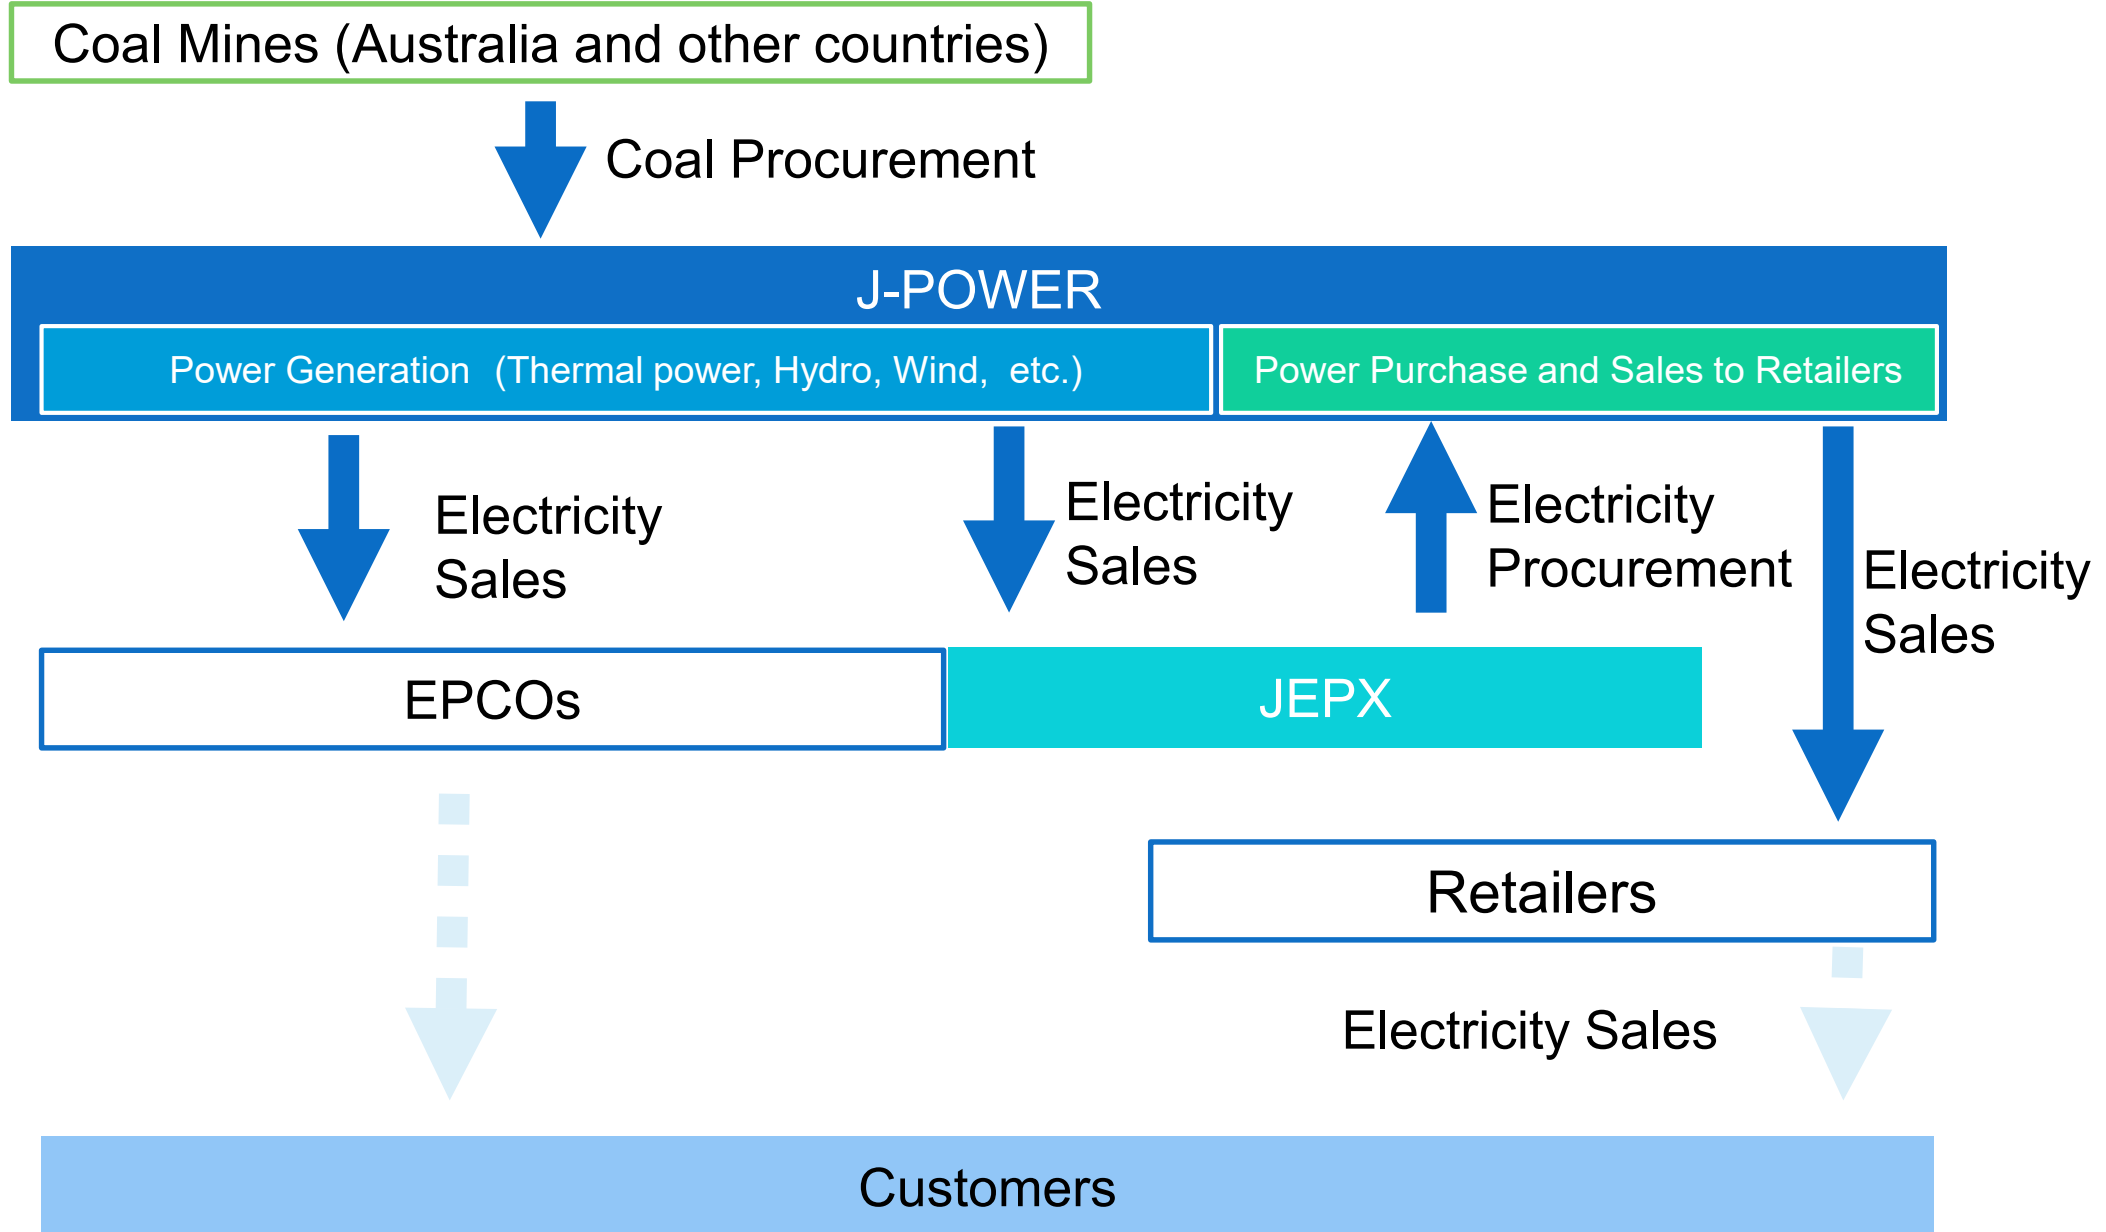 Coal Mines (Australia and other countries)
Coal Procurement
J-POWER
Power Generation (Thermal power, Hydro, Wind, etc.)
Power Purchase and Sales to Retailers
Electricity
Sales
Electricity
Sales
Electricity
Procurement
Electricity
Sales
EPCOs
JEPX
Retailers
Electricity Sales
Customers